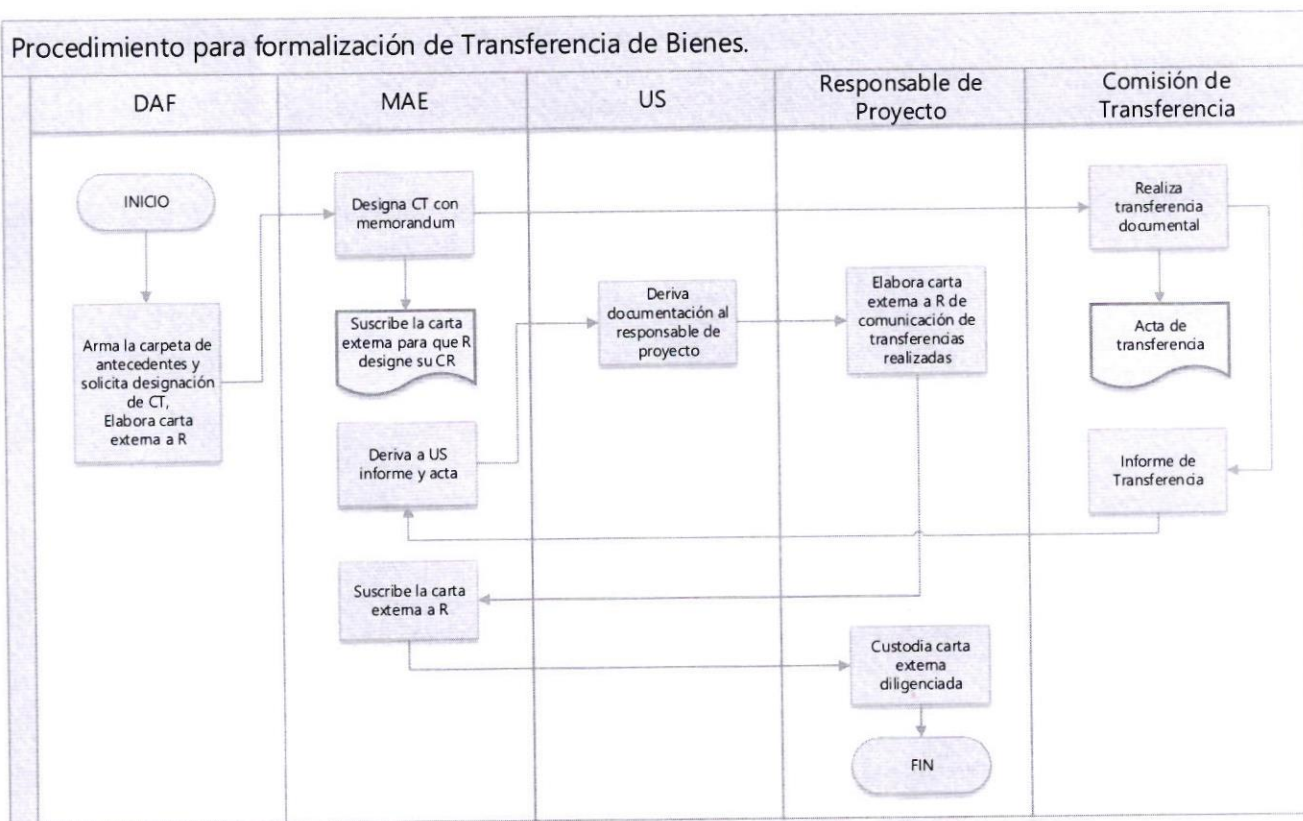 Procedimiento para formalización de Transferencia de Bienes.
DAF
MAE
US
Responsable de
Proyecto
Comisión de
Transferencia
INICIO
Arma la carpeta de
antecedentes y
solicita designación
de CT,
Elabora carta
externa a R
Designa CT con
memorandum
Suscribe la carta
externa para que R
designe su CR
Deriva a US
informe y acta
Suscribe la carta
externa a R
Deriva
documentación al
responsable de
proyecto
Elabora carta
externa a R de
comunicación de
transferencias
realizadas
Custodia carta
externa
diligenciada
FIN
Realiza
transferencia
documental
Acta de
transferencia
Informe de
Transferencia